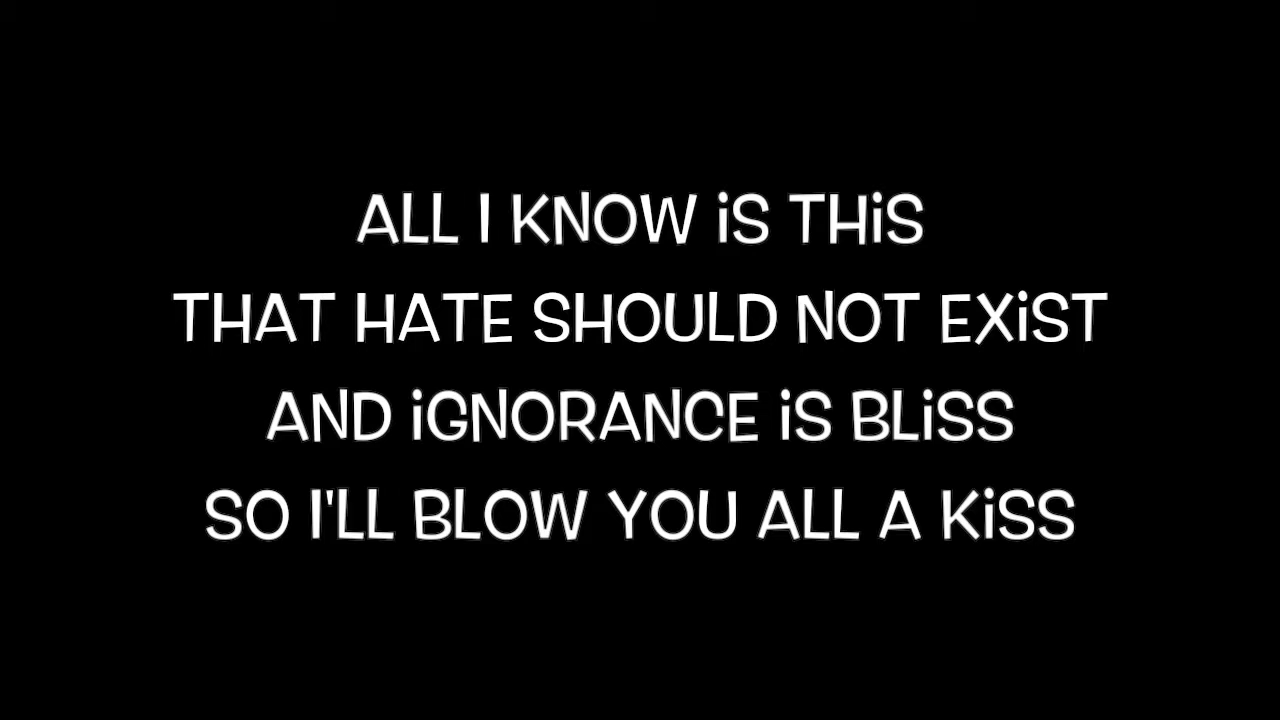 ALL I KNOW iS THiS
THAT HATE SHOULD NOT EXiST
AND iGNORANCE iS BLiSS
SO I'LL BLOW YOU ALL A KiSS